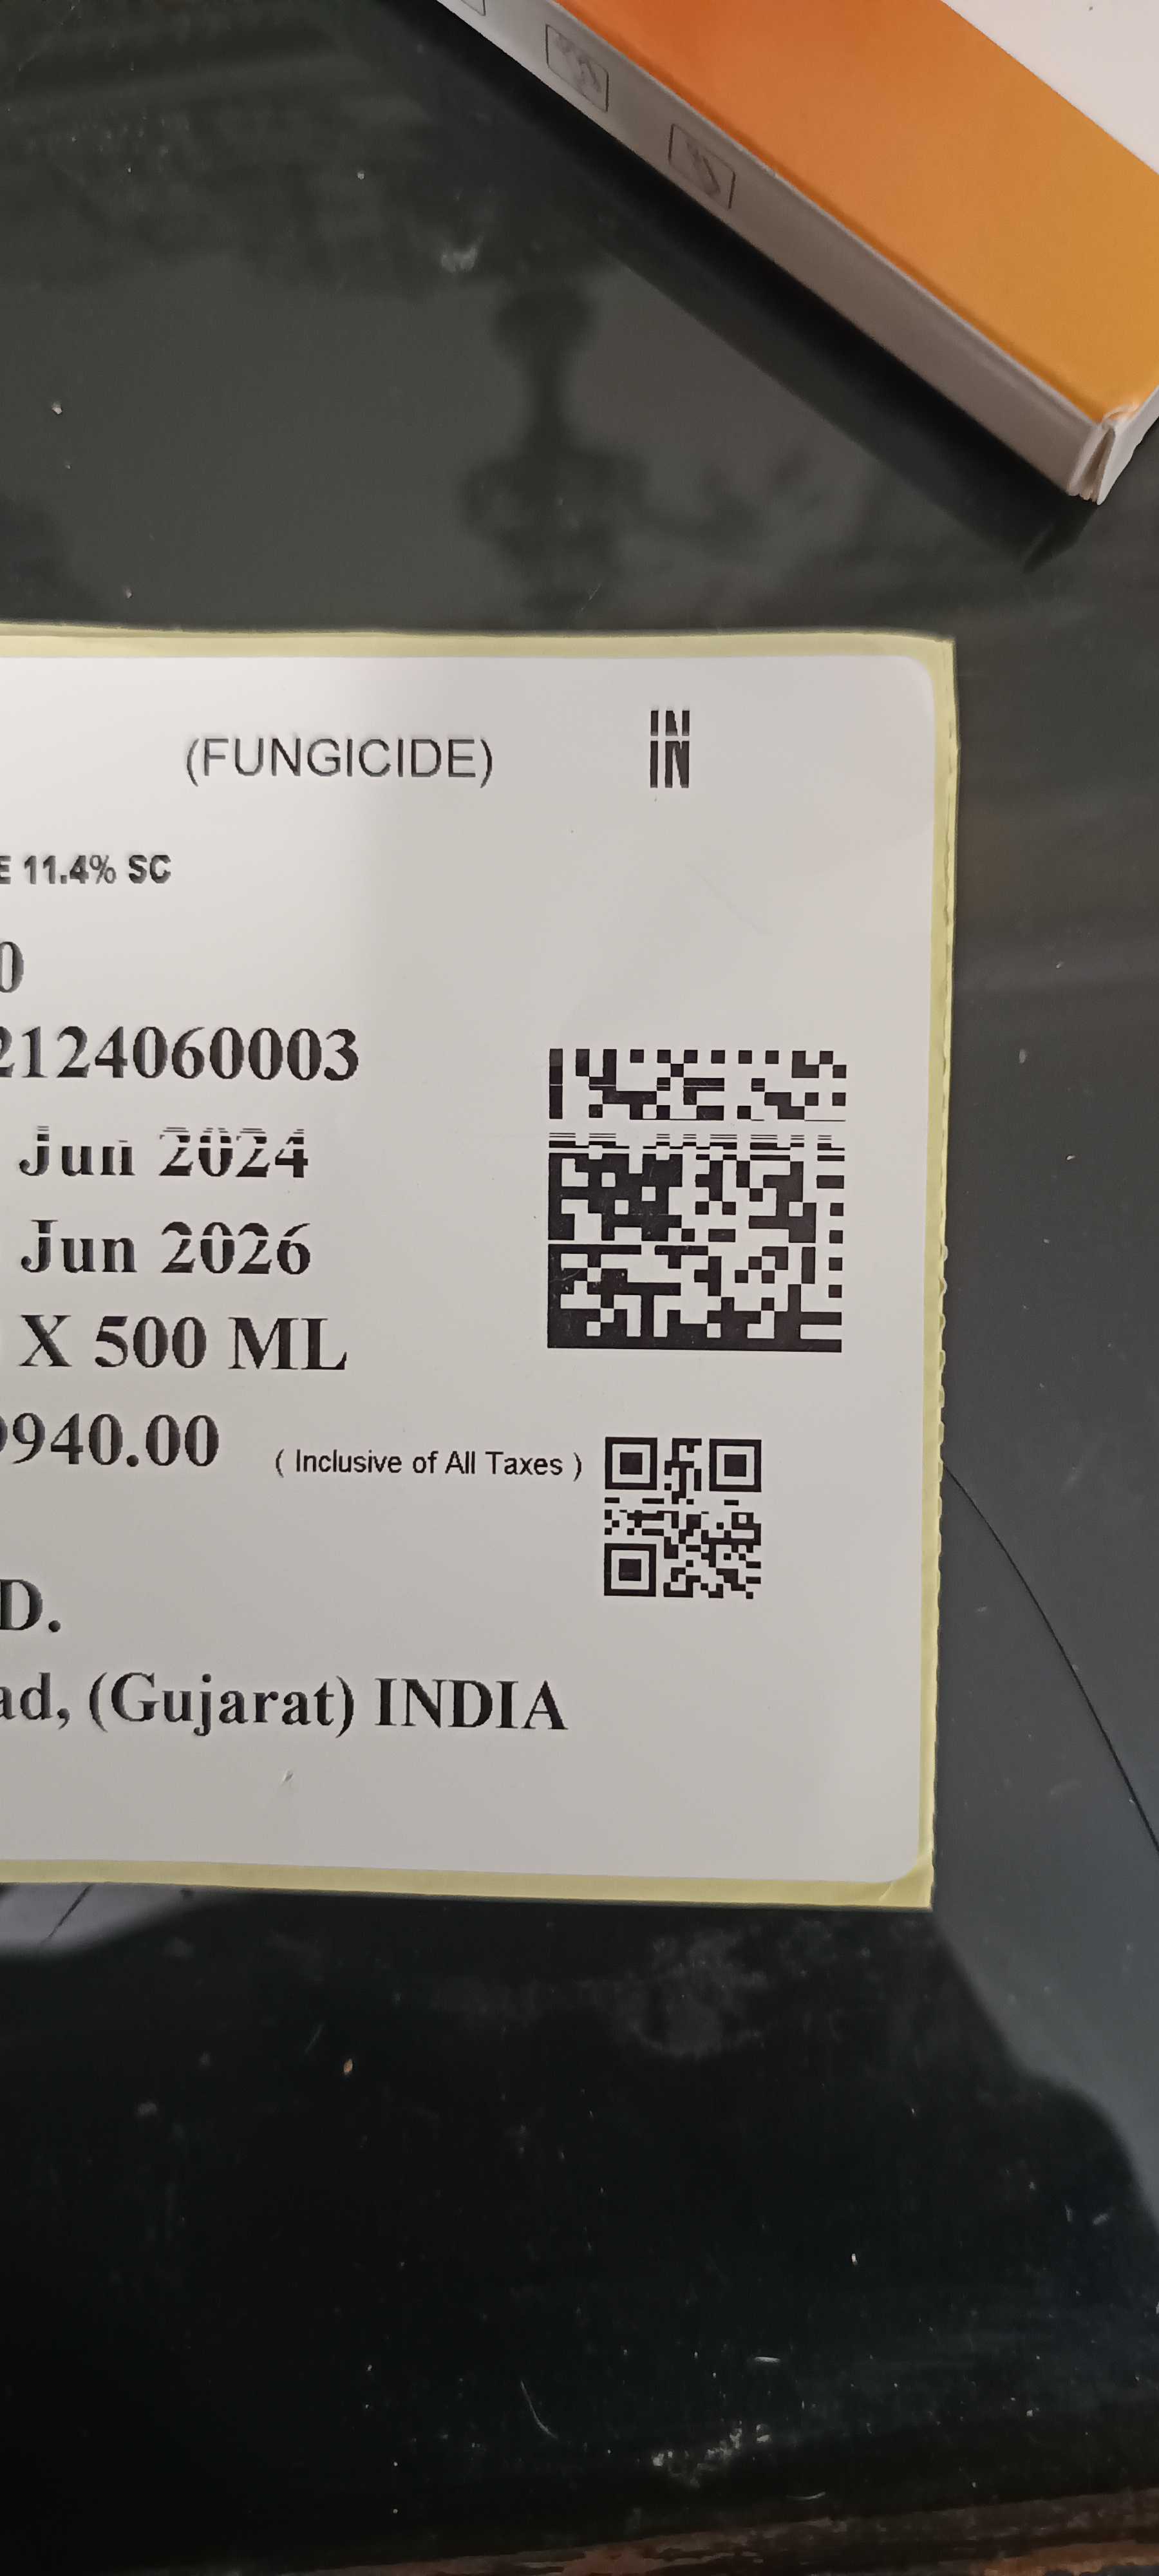 (FUNGICIDE) IN
E 11.4% SC
0
2124060003
Jun 2024
Jun 2026
X 500 ML
9940.00 ( Inclusive of All Taxes )
D.
ad, (Gujarat) INDIA